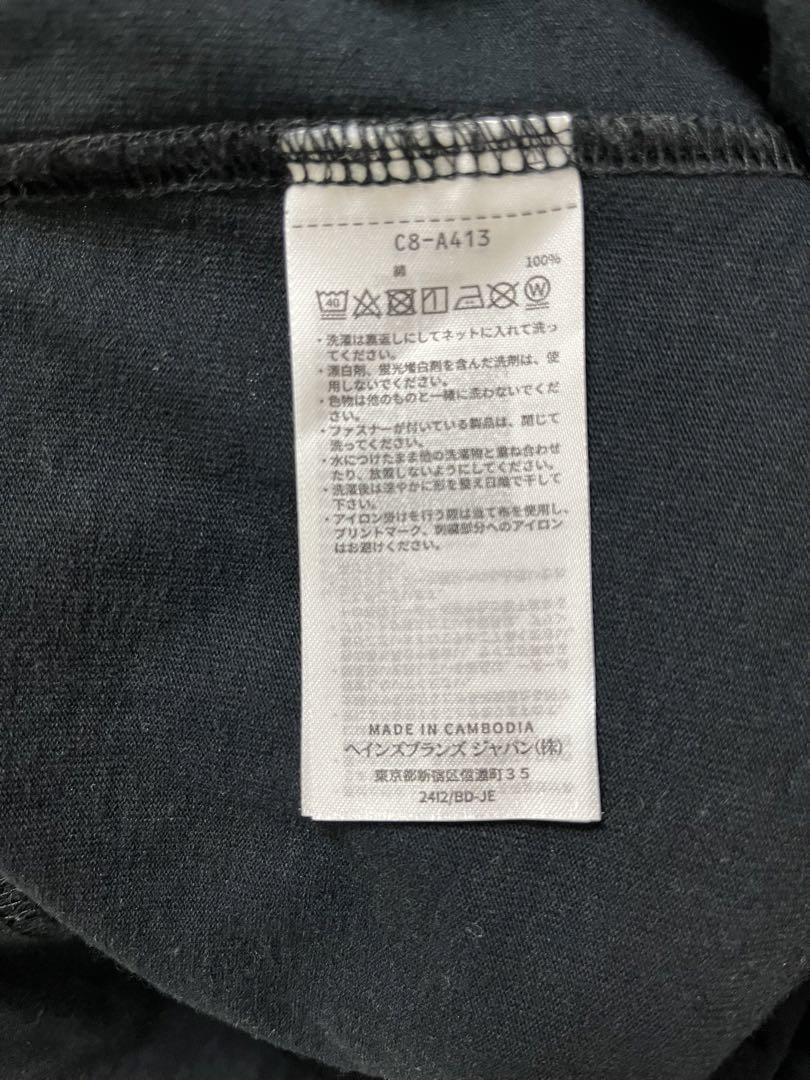 C8-A413
綿 100%
40
W
・洗濯は裏返しにしてネットに入れて洗っ
てください。
・漂白剤、蛍光増白剤を含んだ洗剤は、使
用しないでください。
・色物は他のものと一緒に洗わないでくだ
さい。
・ファスナーが付いている製品は、閉じて
洗ってください。
・水につけたまま他の洗濯物と重ね合わせ
たり、放置しないようにしてください。
・洗濯後は速やかに形を整え日陰で干して
下さい。
・アイロン掛けを行う際は当て布を使用し、
プリントマーク、刺繍部分へのアイロン
はお避けください。
MADE IN CAMBODIA
ヘインズブランズ ジャパン(株)
東京都新宿区信濃町35
2412/BD-JE